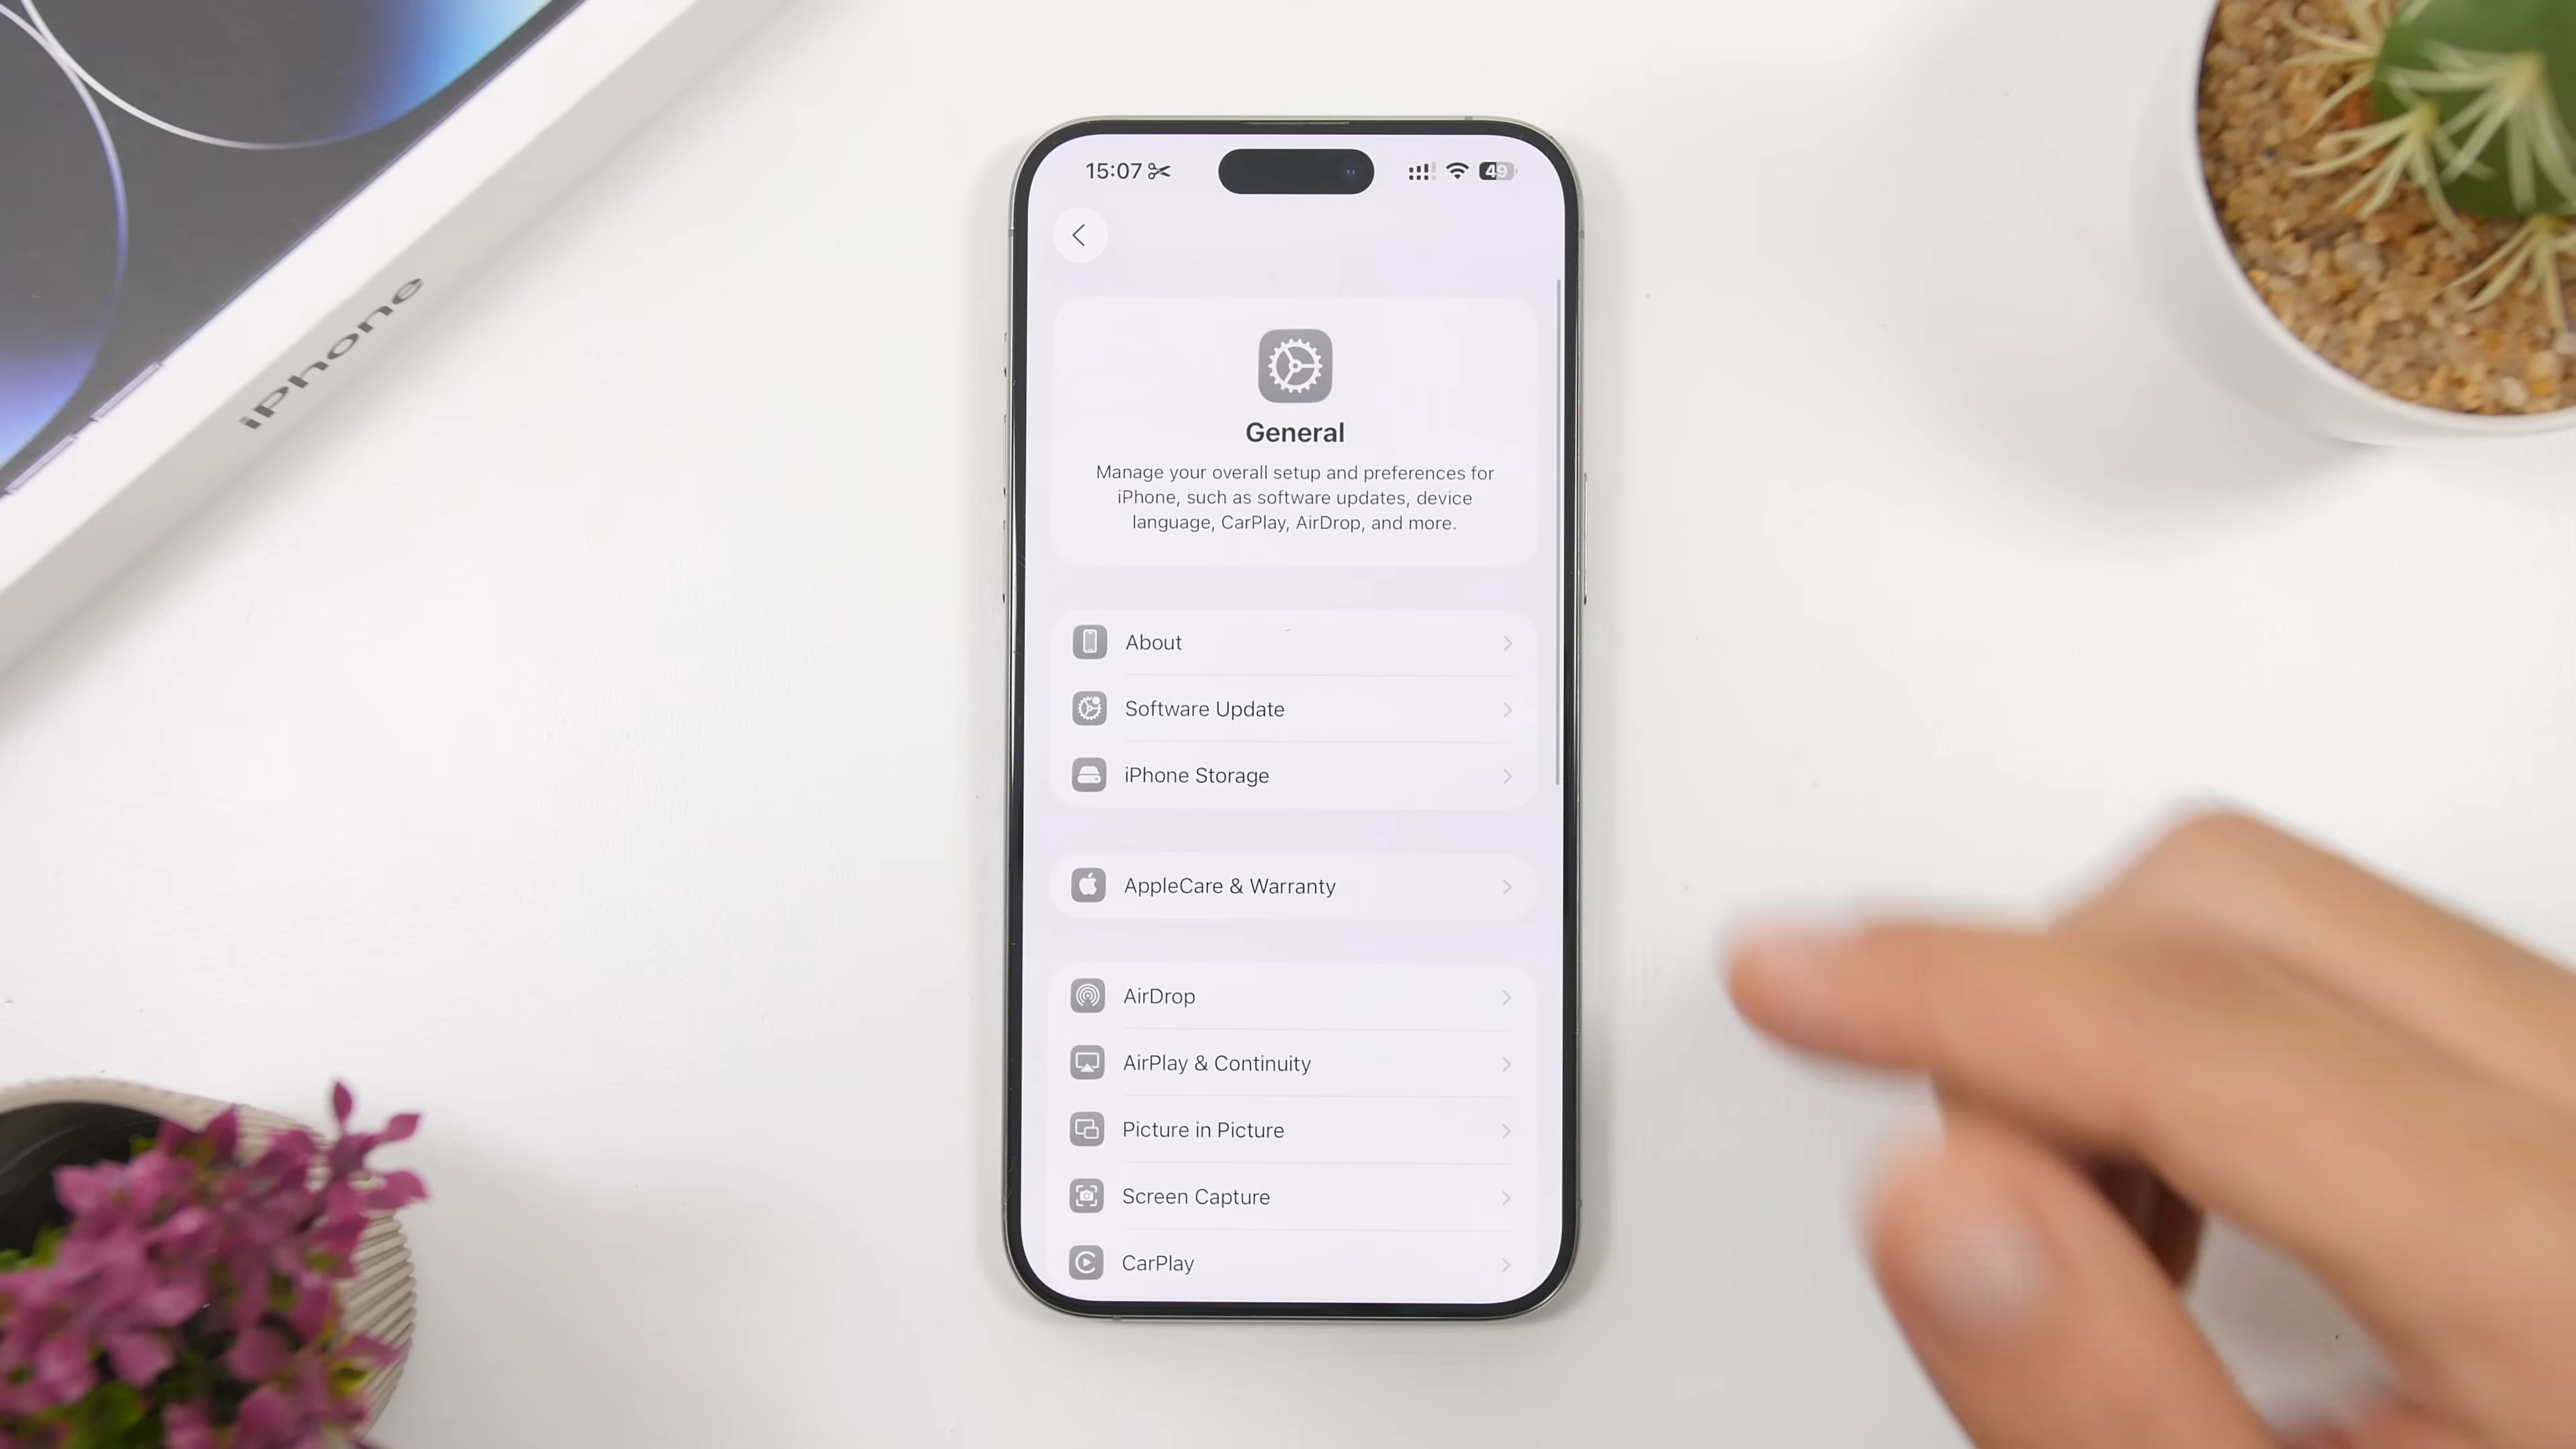 iPhone
15:07
49
General
Manage your overall setup and preferences for
iPhone, such as software updates, device
language, CarPlay, AirDrop, and more.
About
Software Update
iPhone Storage
AppleCare & Warranty
AirDrop
AirPlay & Continuity
Picture in Picture
Screen Capture
CarPlay